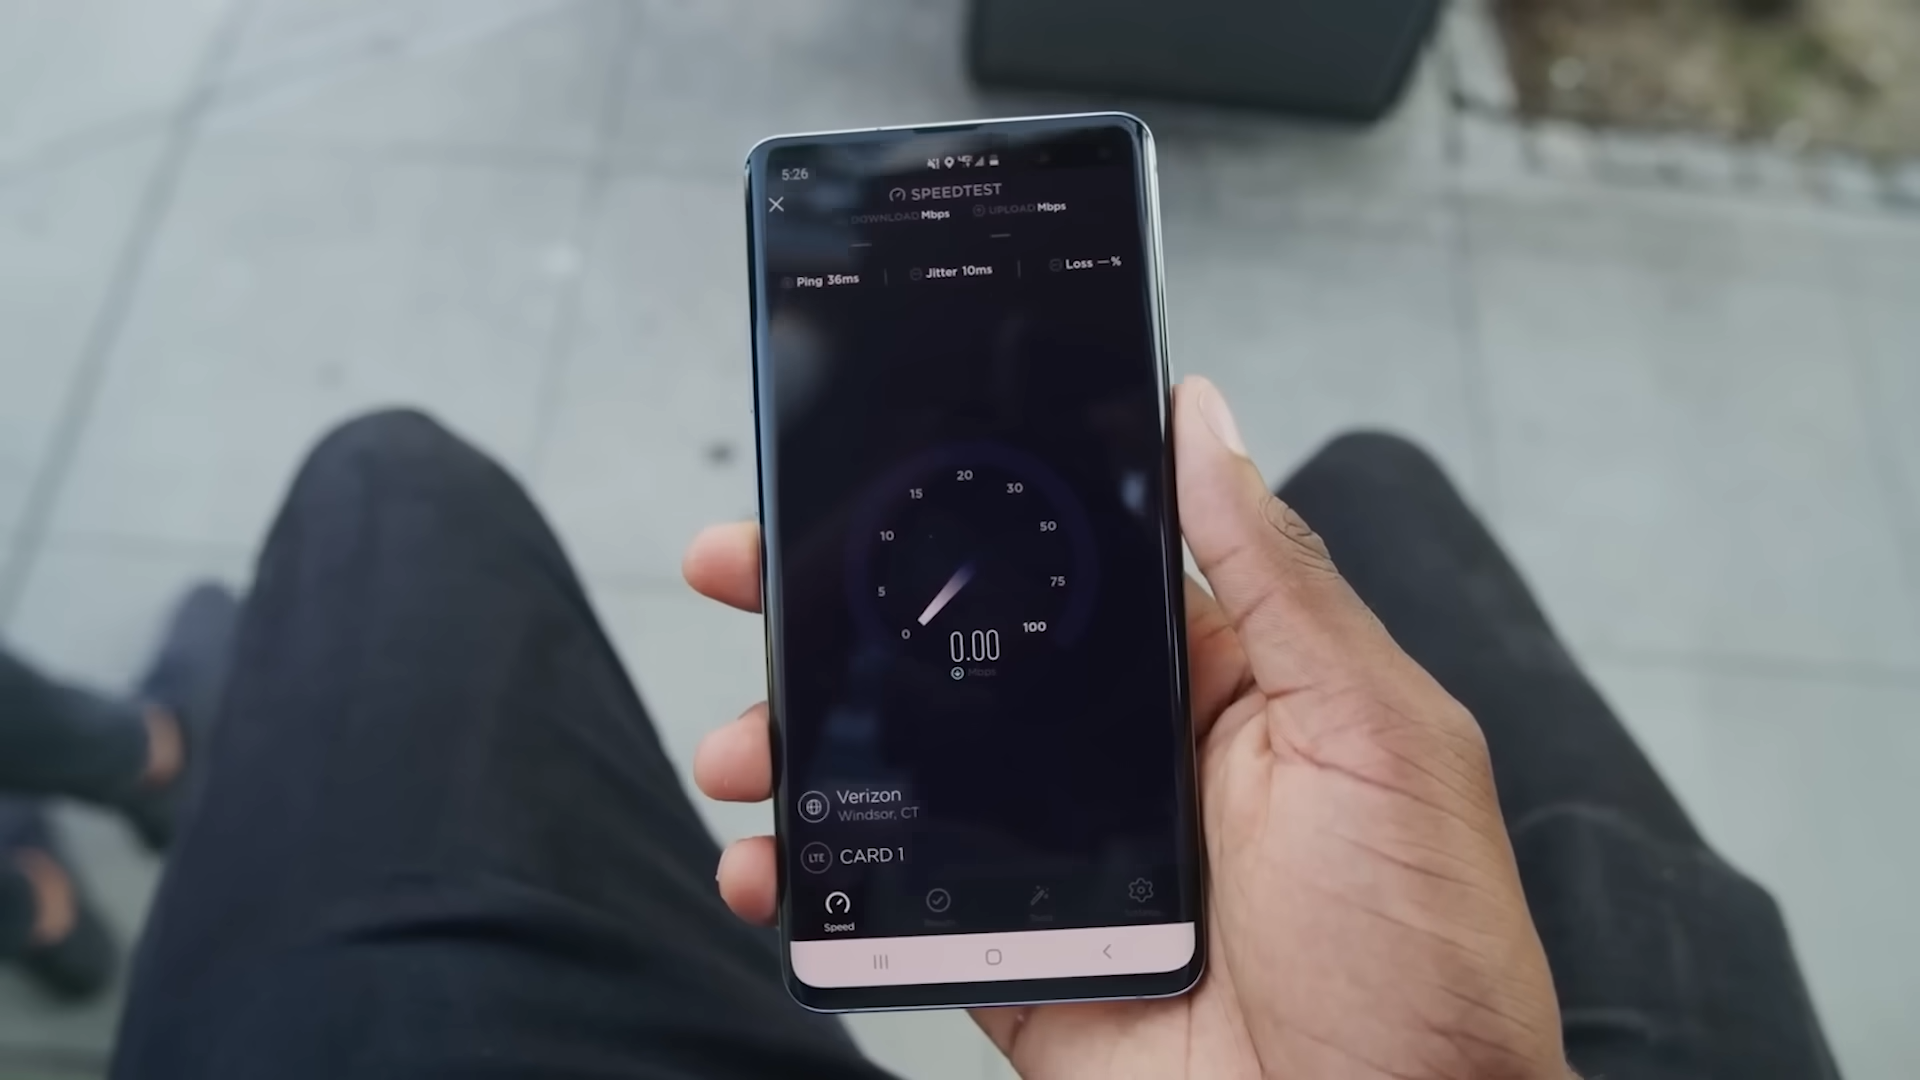 5:26
SPEEDTEST
DOWNLOAD Mbps UPLOAD Mbps
Ping 36ms Jitter 10ms Loss — %
20
15 30
10 50
5 75
0 100
0.00
Mbps
Verizon
Windsor, CT
LTE CARD 1
Speed